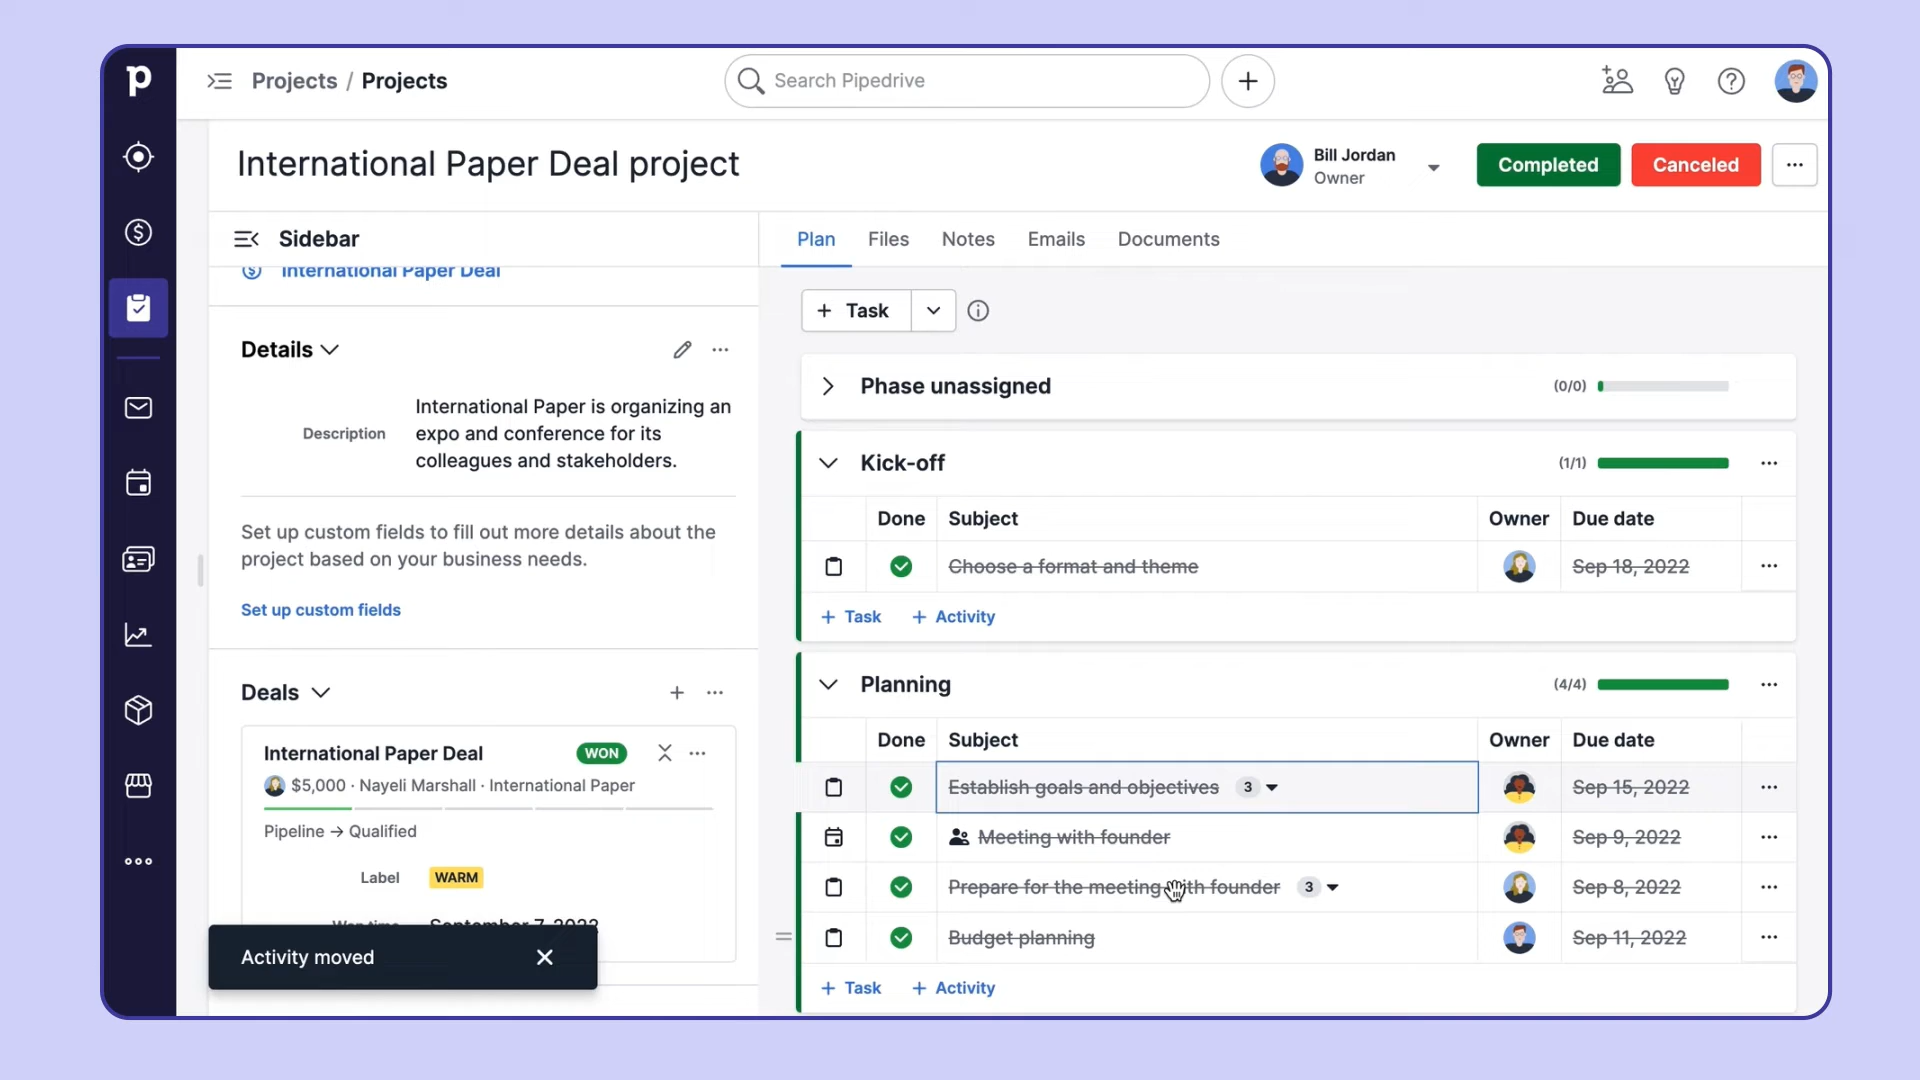 p
Projects / Projects
Search Pipedrive
International Paper Deal project
Bill Jordan
Owner
Completed
Canceled
Sidebar
International Paper Deal
Details
Description
International Paper is organizing an
expo and conference for its
colleagues and stakeholders.
Set up custom fields to fill out more details about the
project based on your business needs.
Set up custom fields
Deals
International Paper Deal
WON
$5,000 · Nayeli Marshall · International Paper
Pipeline → Qualified
Label
WARM
Won time
September 7, 2022
Activity moved
Plan
Files
Notes
Emails
Documents
+ Task
Phase unassigned
(0/0)
Kick-off
(1/1)
Done Subject Owner Due date
Choose a format and theme Sep 18, 2022
+ Task + Activity
Planning
(4/4)
Done Subject Owner Due date
Establish goals and objectives 3 Sep 15, 2022
Meeting with founder Sep 9, 2022
Prepare for the meeting with founder 3 Sep 8, 2022
Budget planning Sep 11, 2022
+ Task + Activity